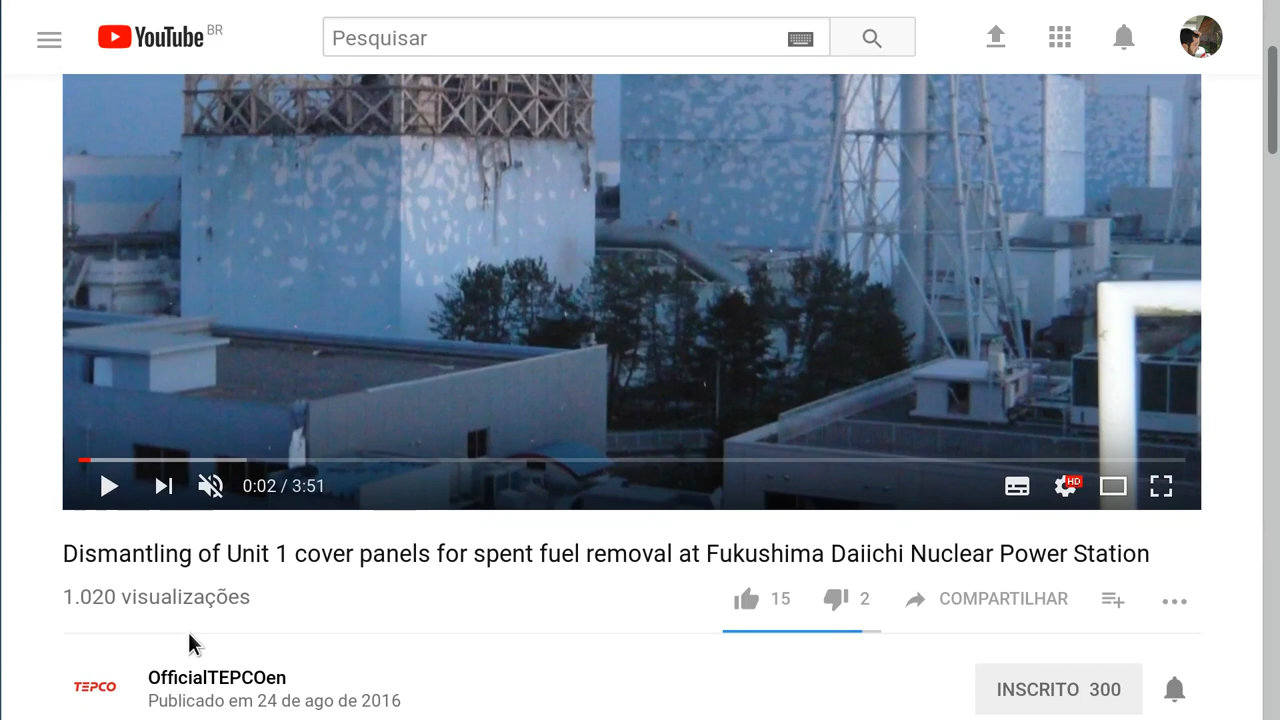 YouTube BR
Pesquisar
0:02 / 3:51
HD
Dismantling of Unit 1 cover panels for spent fuel removal at Fukushima Daiichi Nuclear Power Station
1.020 visualizações
15
2
COMPARTILHAR
TEPCO
OfficialTEPCOen
Publicado em 24 de ago de 2016
INSCRITO 300